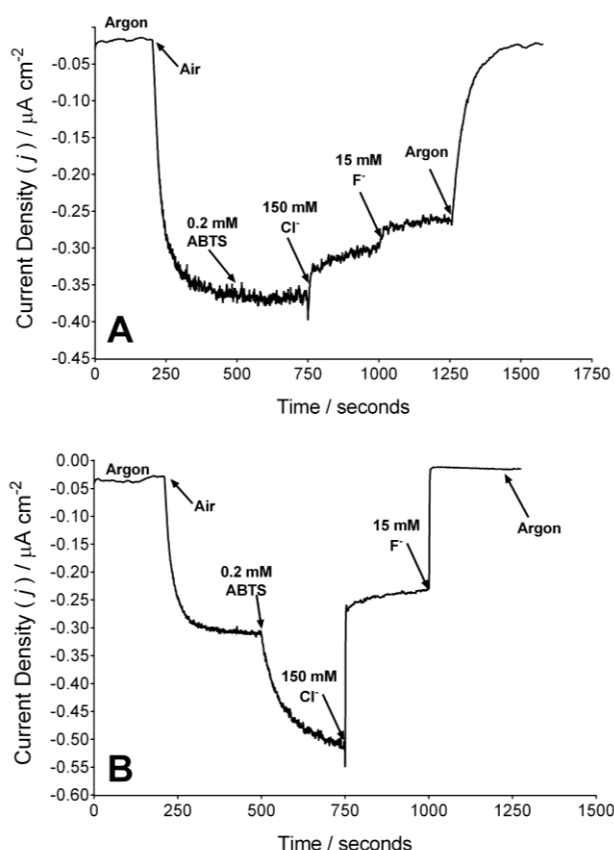 Argon
Air
0.2 mM
ABTS
150 mM
Cl⁻
15 mM
F⁻
Argon
Current Density ( j ) / μA cm⁻²
-0.05
-0.10
-0.15
-0.20
-0.25
-0.30
-0.35
-0.40
-0.45
A
0 250 500 750 1000 1250 1500 1750
Time / seconds
Argon
Air
0.2 mM
ABTS
150 mM
Cl⁻
15 mM
F⁻
Argon
Current Density ( j ) / μA cm⁻²
0.00
-0.05
-0.10
-0.15
-0.20
-0.25
-0.30
-0.35
-0.40
-0.45
-0.50
-0.55
-0.60
B
0 250 500 750 1000 1250 1500
Time / seconds